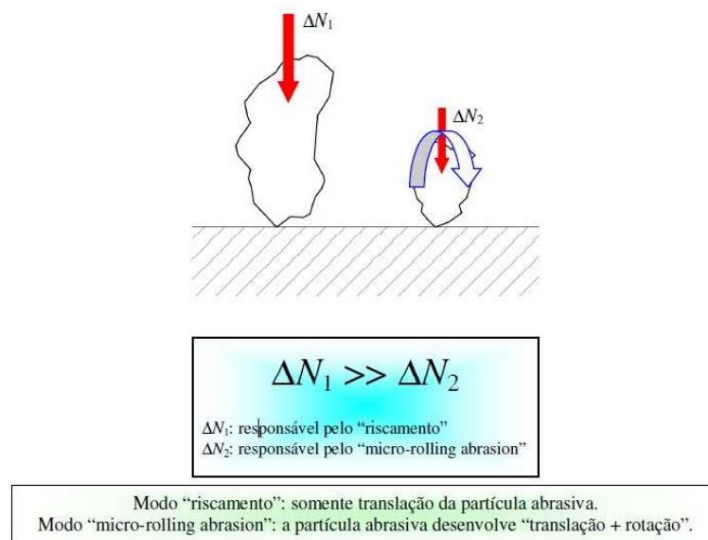 ΔN₁
ΔN₂
ΔN₁ >> ΔN₂
ΔN₁: responsável pelo “riscamento”
ΔN₂: responsável pelo “micro-rolling abrasion”
Modo “riscamento”: somente translação da partícula abrasiva.
Modo “micro-rolling abrasion”: a partícula abrasiva desenvolve “translação + rotação”.